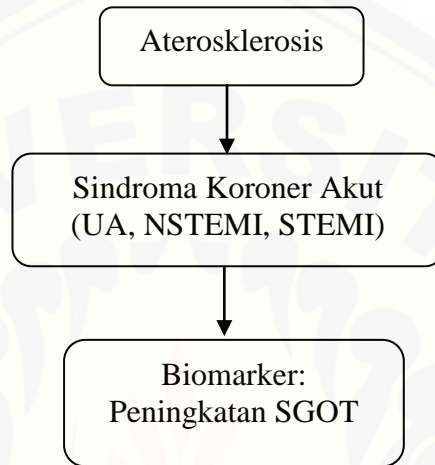 Aterosklerosis
Sindroma Koroner Akut
(UA, NSTEMI, STEMI)
Biomarker:
Peningkatan SGOT